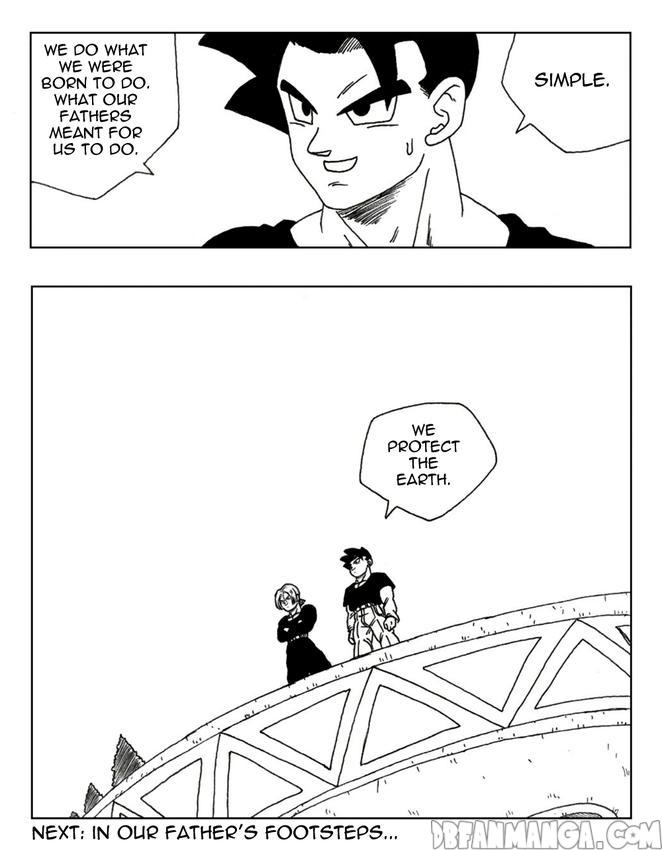 SIMPLE.
WE DO WHAT
WE WERE
BORN TO DO.
WHAT OUR
FATHERS
MEANT FOR
US TO DO.
WE
PROTECT
THE
EARTH.
NEXT: IN OUR FATHER'S FOOTSTEPS...
DBFANMANGA.COM